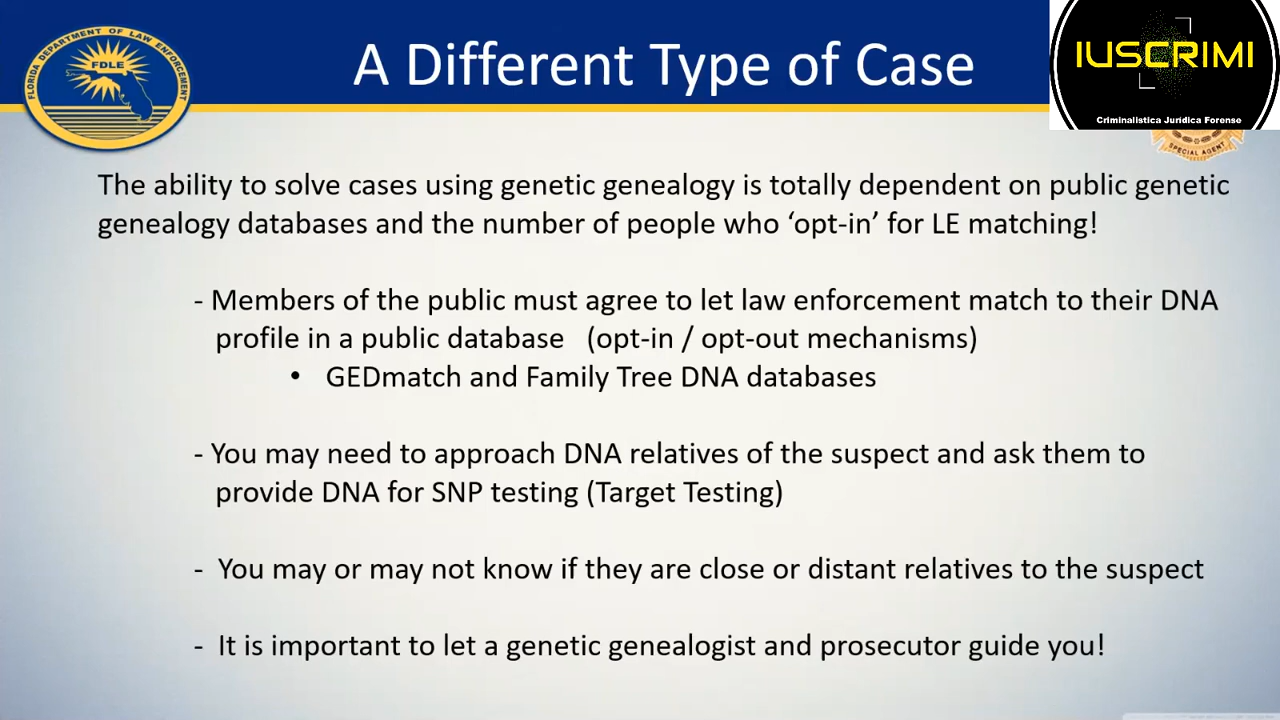 A Different Type of Case
FLORIDA DEPARTMENT OF LAW ENFORCEMENT
FDLE
IUSCRIMI
Criminalistica Jurídica Forense
SPECIAL AGENT
The ability to solve cases using genetic genealogy is totally dependent on public genetic
genealogy databases and the number of people who ‘opt-in’ for LE matching!
- Members of the public must agree to let law enforcement match to their DNA
profile in a public database (opt-in / opt-out mechanisms)
• GEDmatch and Family Tree DNA databases
- You may need to approach DNA relatives of the suspect and ask them to
provide DNA for SNP testing (Target Testing)
- You may or may not know if they are close or distant relatives to the suspect
- It is important to let a genetic genealogist and prosecutor guide you!